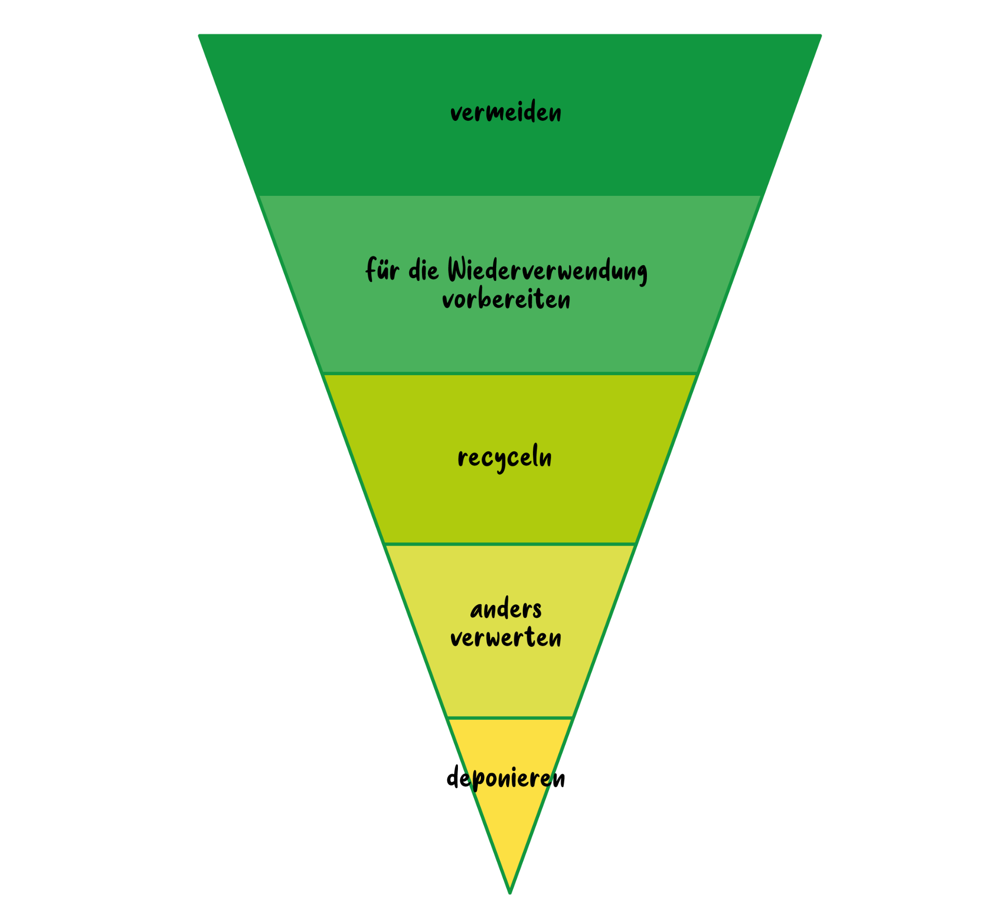 vermeiden
für die Wiederverwendung
vorbereiten
recyceln
anders
verwerten
deponieren